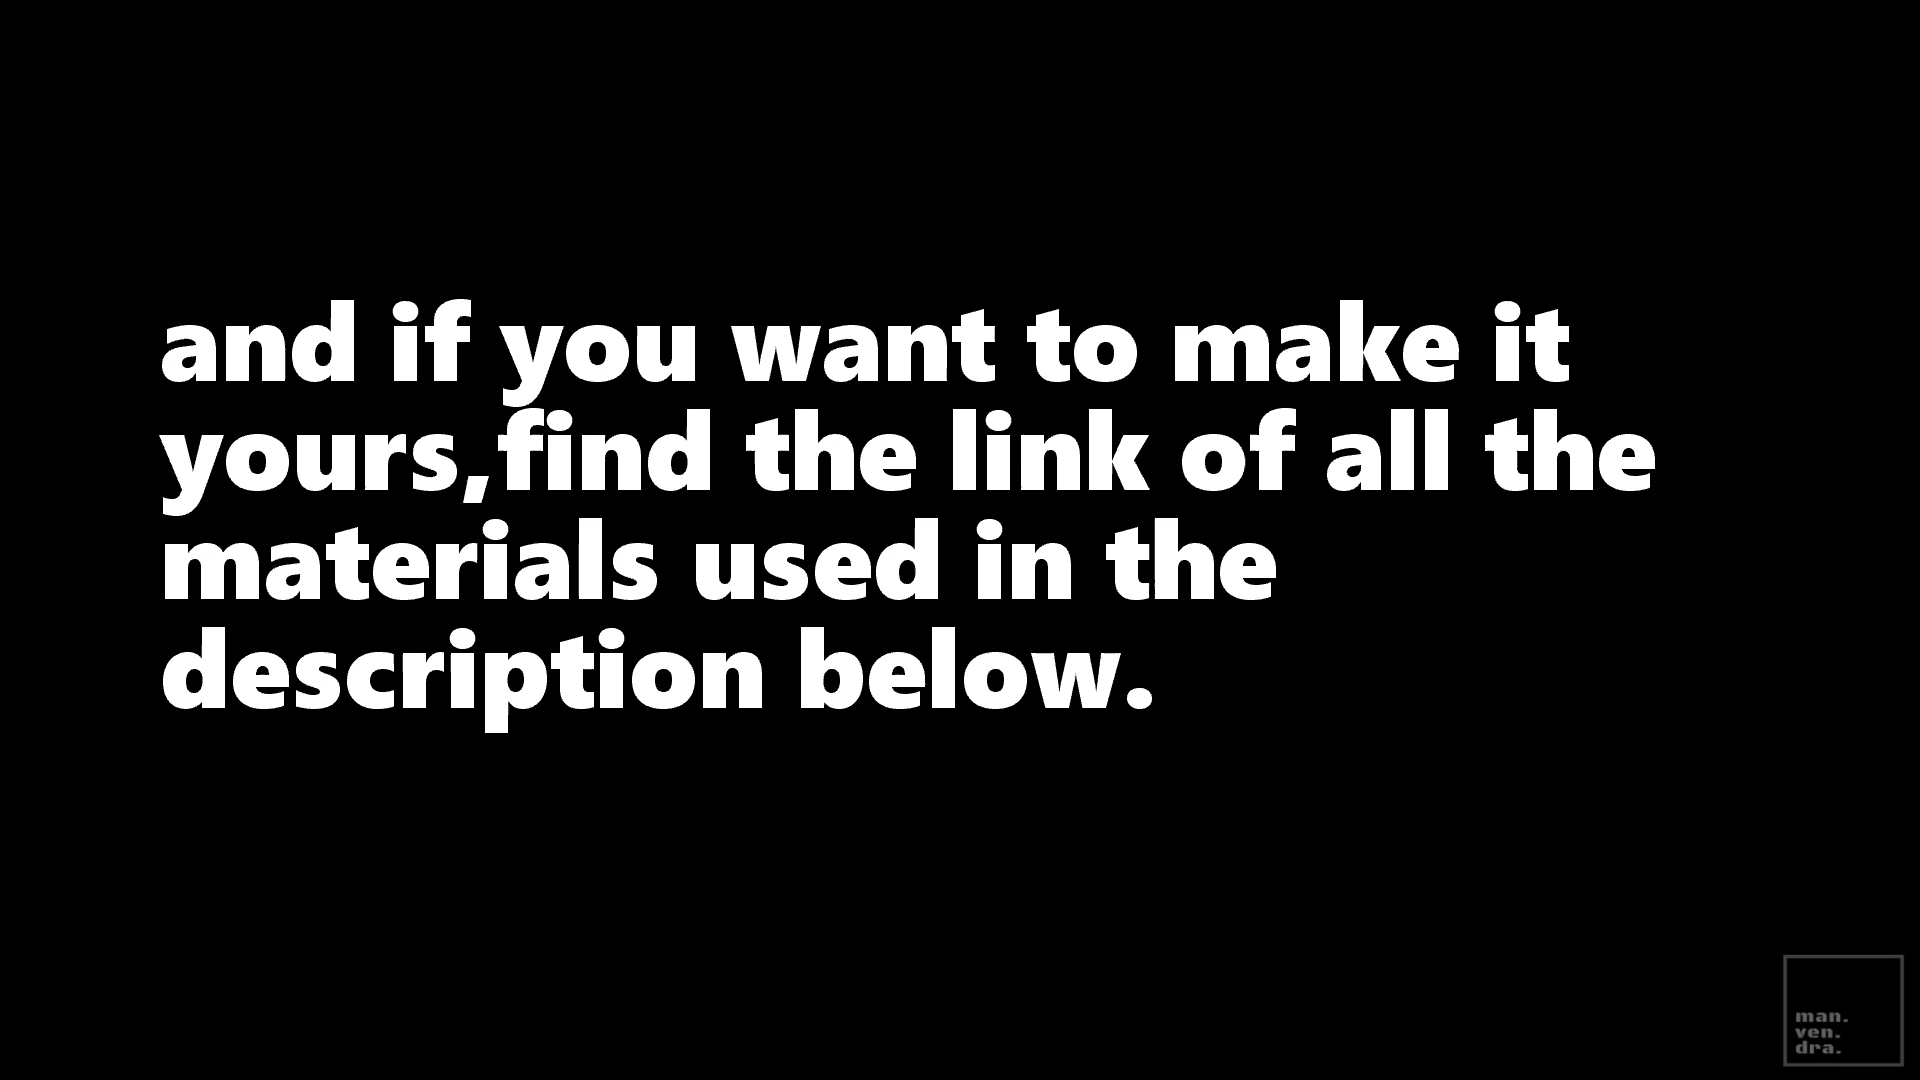 and if you want to make it
yours,find the link of all the
materials used in the
description below.
man.
ven.
dra.